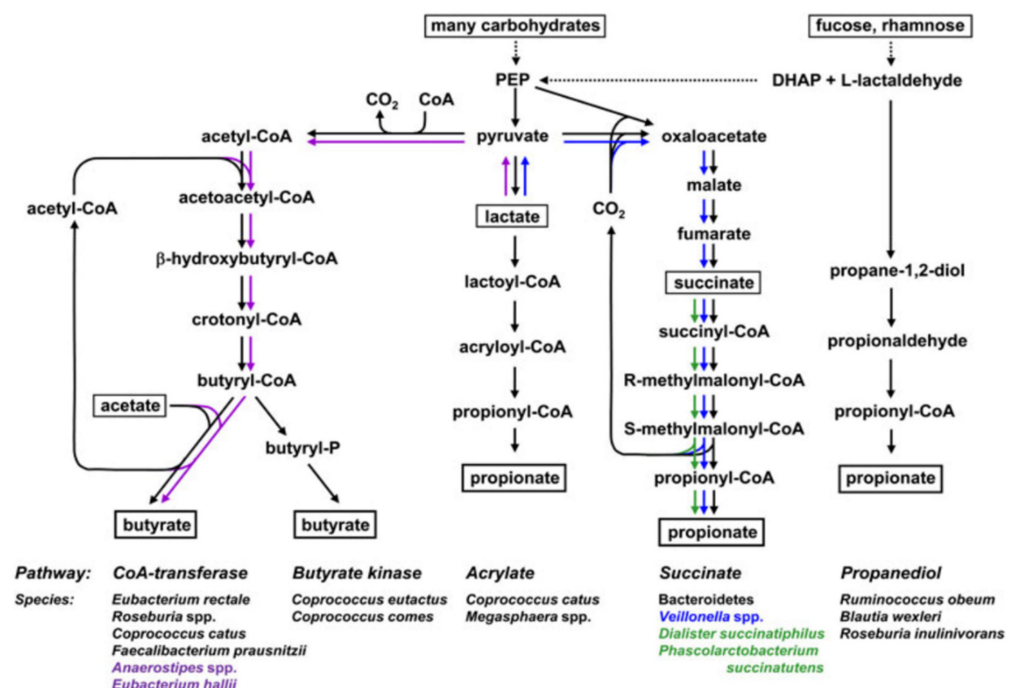 many carbohydrates
fucose, rhamnose
PEP
DHAP + L-lactaldehyde
CO2
CoA
acetyl-CoA
pyruvate
oxaloacetate
acetoacetyl-CoA
malate
acetyl-CoA
lactate
CO2
fumarate
β-hydroxybutyryl-CoA
lactoyl-CoA
succinate
propane-1,2-diol
crotonyl-CoA
acryloyl-CoA
succinyl-CoA
propionaldehyde
butyryl-CoA
R-methylmalonyl-CoA
acetate
propionyl-CoA
S-methylmalonyl-CoA
propionyl-CoA
butyryl-P
propionate
propionyl-CoA
propionate
butyrate
butyrate
propionate
Pathway: CoA-transferase Butyrate kinase Acrylate Succinate Propanediol
Species: Eubacterium rectale Coprococcus eutactus Coprococcus catus Bacteroidetes Ruminococcus obeum
Roseburia spp. Coprococcus comes Megasphaera spp. Veillonella spp. Blautia wexleri
Coprococcus catus Dialister succinatiphilus Roseburia inulinivorans
Faecalibacterium prausnitzii Phascolarctobacterium
Anaerostipes spp. succinatutens
Eubacterium hallii